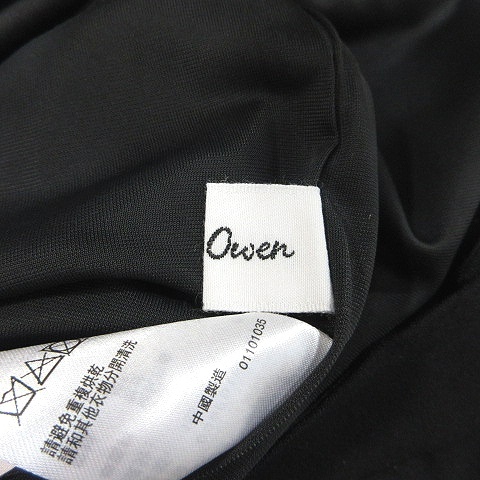 Owen
請避免重複烘乾
請和其他衣物分開清洗
中國製造
01101035